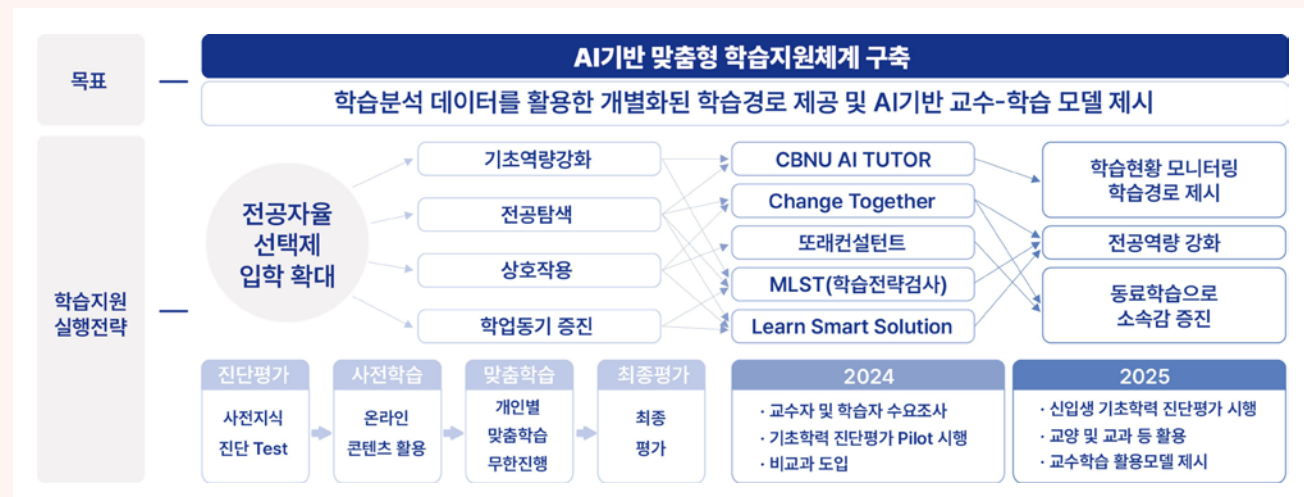 목표
AI기반 맞춤형 학습지원체계 구축
학습분석 데이터를 활용한 개별화된 학습경로 제공 및 AI기반 교수-학습 모델 제시
학습지원
실행전략
전공자율
선택제
입학 확대
기초역량강화
전공탐색
상호작용
학업동기 증진
CBNU AI TUTOR
Change Together
또래컨설턴트
MLST(학습전략검사)
Learn Smart Solution
학습현황 모니터링
학습경로 제시
전공역량 강화
동료학습으로
소속감 증진
진단평가
사전지식
진단 Test
사전학습
온라인
콘텐츠 활용
맞춤학습
개인별
맞춤학습
무한진행
최종평가
최종
평가
2024
· 교수자 및 학습자 수요조사
· 기초학력 진단평가 Pilot 시행
· 비교과 도입
2025
· 신입생 기초학력 진단평가 시행
· 교양 및 교과 등 활용
· 교수학습 활용모델 제시